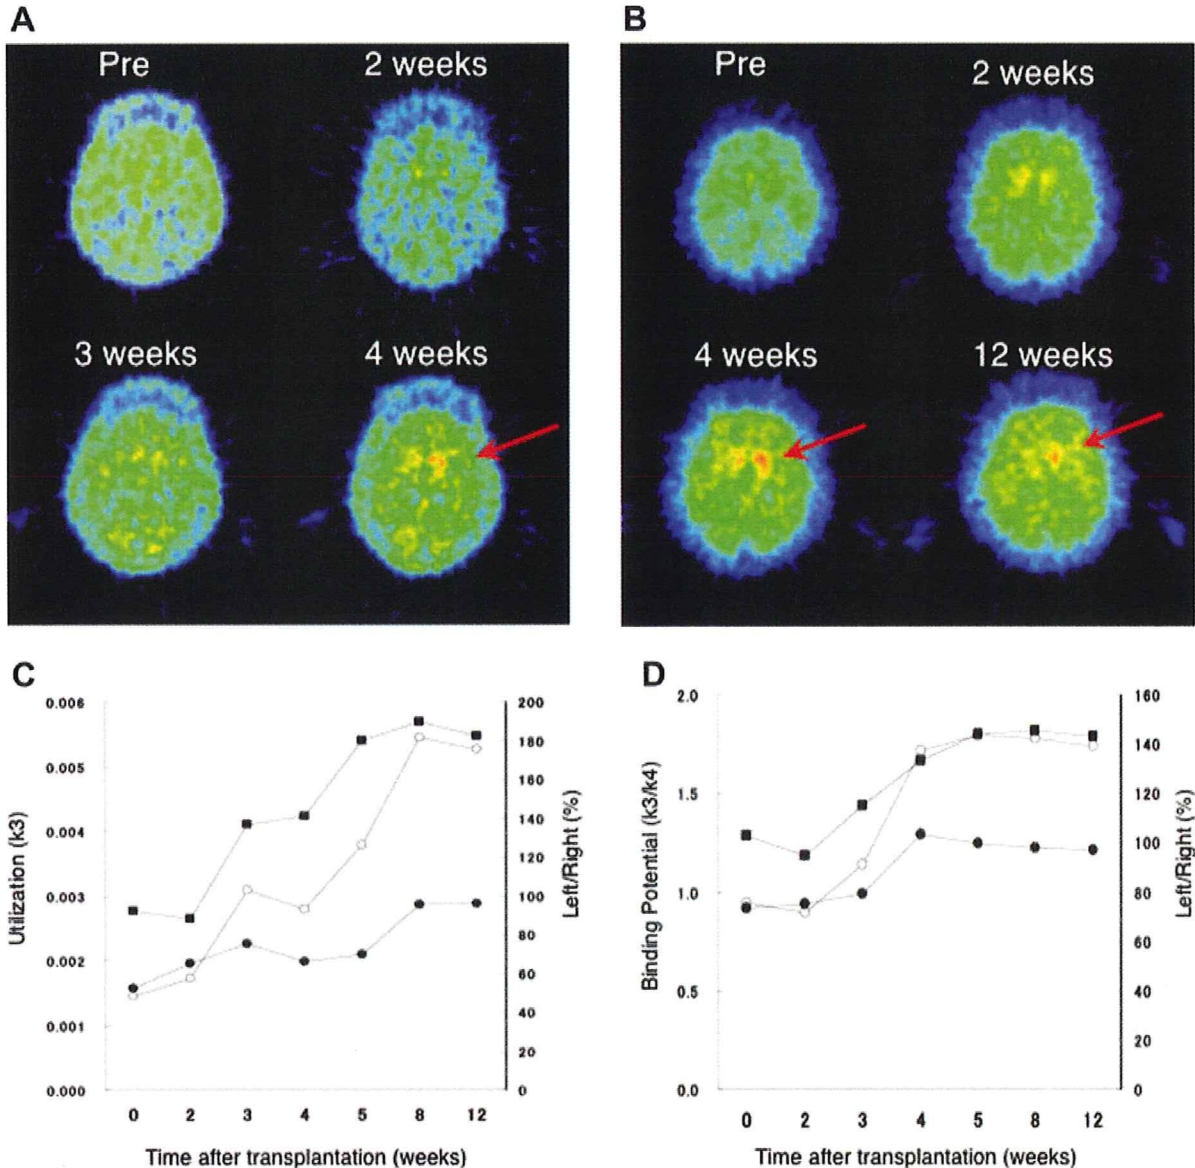 A
B
Pre
2 weeks
3 weeks
4 weeks
Pre
2 weeks
4 weeks
12 weeks
C
Utilization (k3)
0.006
0.005
0.004
0.003
0.002
0.001
0.000
200
180
160
140
120
100
80
60
40
20
0
Left/Right (%)
0 2 3 4 5 8 12
Time after transplantation (weeks)
D
Binding Potential (k3/k4)
2.0
1.5
1.0
0.5
0.0
160
140
120
100
80
60
40
20
0
Left/Right (%)
0 2 3 4 5 8 12
Time after transplantation (weeks)